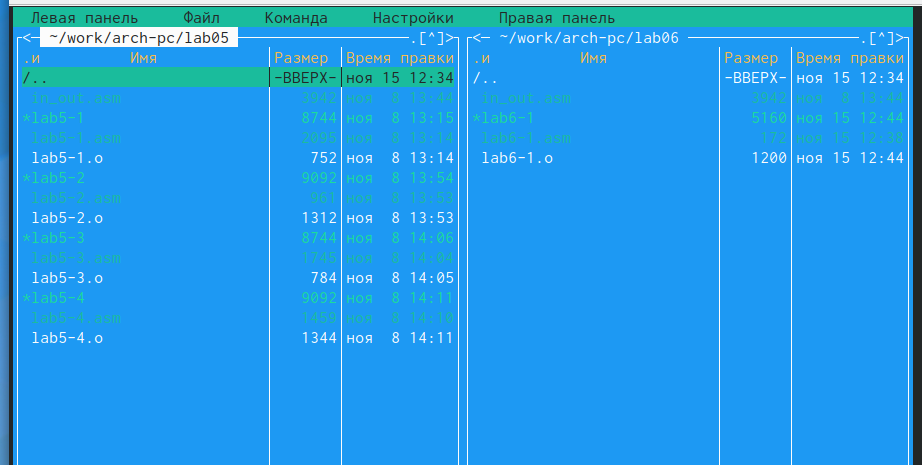 Левая панель Файл Команда Настройки Правая панель
<─ ~/work/arch-pc/lab05 .[^]>
.и Имя Размер Время правки
/.. -ВВЕРХ- ноя 15 12:34
in_out.asm 3942 ноя 8 13:44
*lab5-1 8744 ноя 8 13:15
lab5-1.asm 2095 ноя 8 13:14
lab5-1.o 752 ноя 8 13:14
*lab5-2 9092 ноя 8 13:54
lab5-2.asm 961 ноя 8 13:53
lab5-2.o 1312 ноя 8 13:53
*lab5-3 8744 ноя 8 14:06
lab5-3.asm 1745 ноя 8 14:04
lab5-3.o 784 ноя 8 14:05
*lab5-4 9092 ноя 8 14:11
lab5-4.asm 1459 ноя 8 14:10
lab5-4.o 1344 ноя 8 14:11
<─ ~/work/arch-pc/lab06 .[^]>
.и Имя Размер Время правки
/.. -ВВЕРХ- ноя 15 12:34
in_out.asm 3942 ноя 8 13:44
*lab6-1 5160 ноя 15 12:44
lab6-1.asm 172 ноя 15 12:38
lab6-1.o 1200 ноя 15 12:44